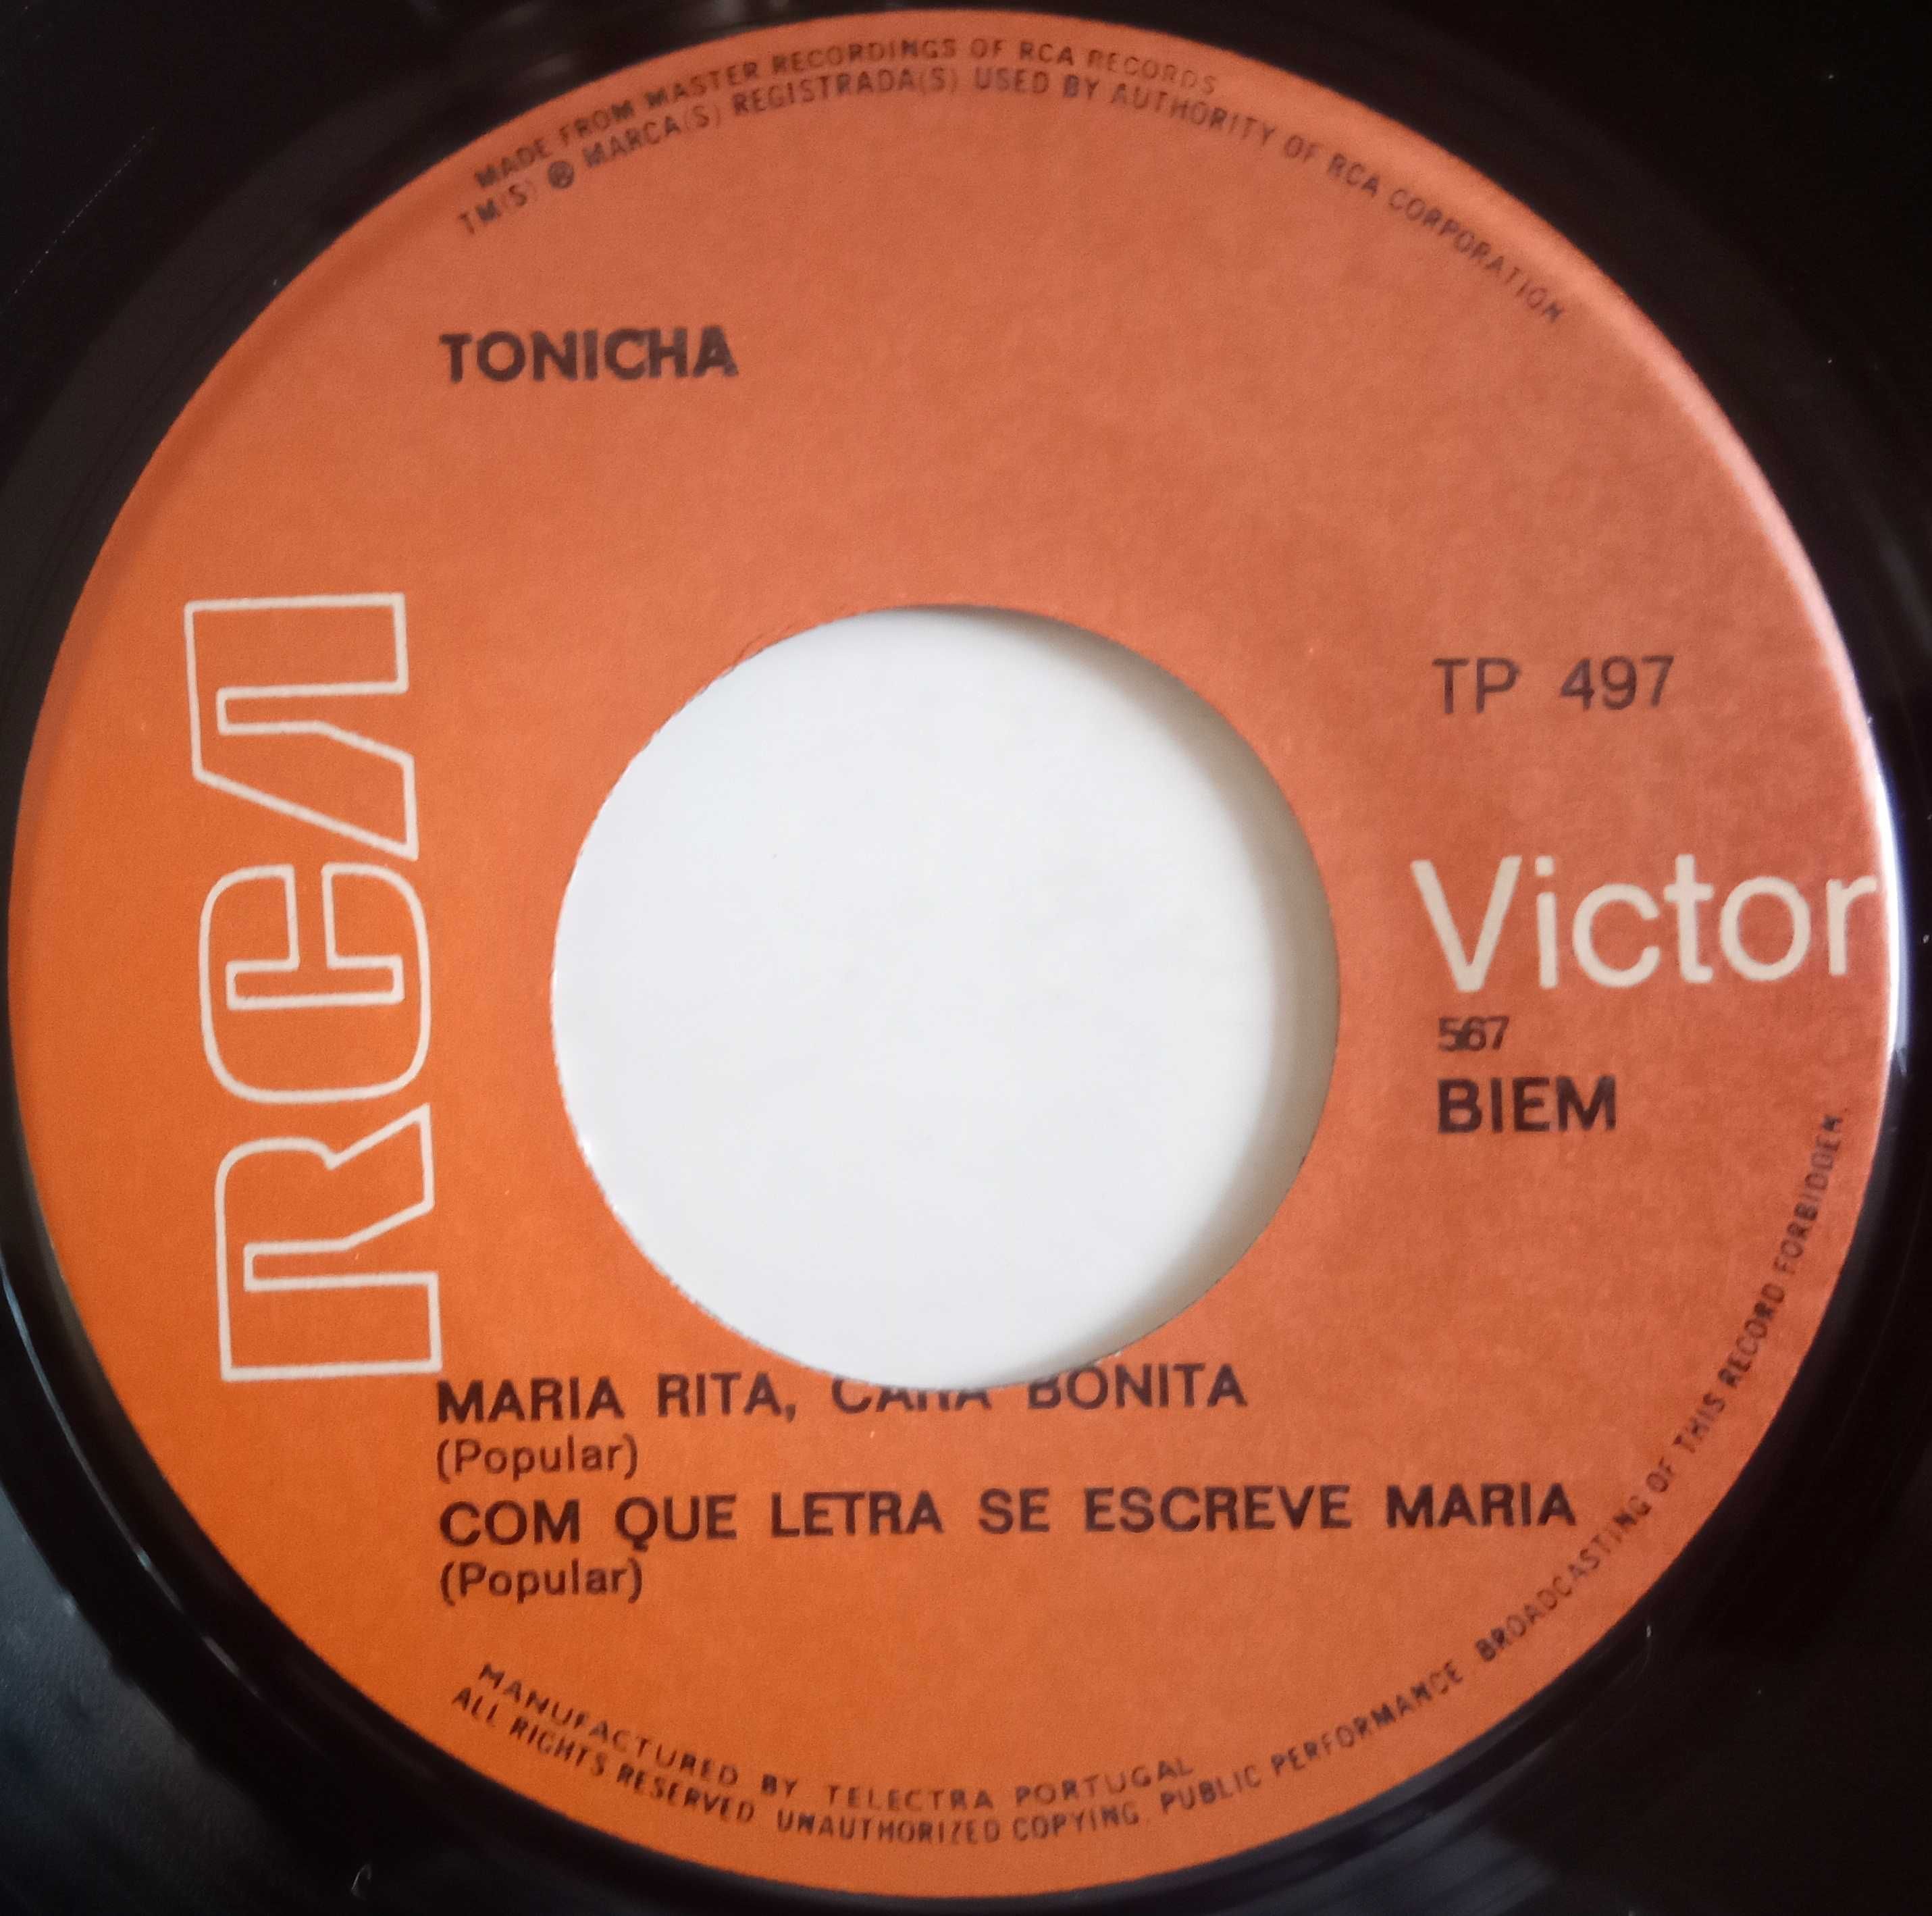 MADE FROM MASTER RECORDINGS OF RCA RECORDS
TM(S) ® MARCA(S) REGISTRADA(S) USED BY AUTHORITY OF RCA CORPORATION
TONICHA
RCA
TP 497
Victor
567
BIEM
MARIA RITA, CARA BONITA
(Popular)
COM QUE LETRA SE ESCREVE MARIA
(Popular)
MANUFACTURED BY TELECTRA PORTUGAL
ALL RIGHTS RESERVED UNAUTHORIZED COPYING. PUBLIC PERFORMANCE BROADCASTING OF THIS RECORD FORBIDDEN